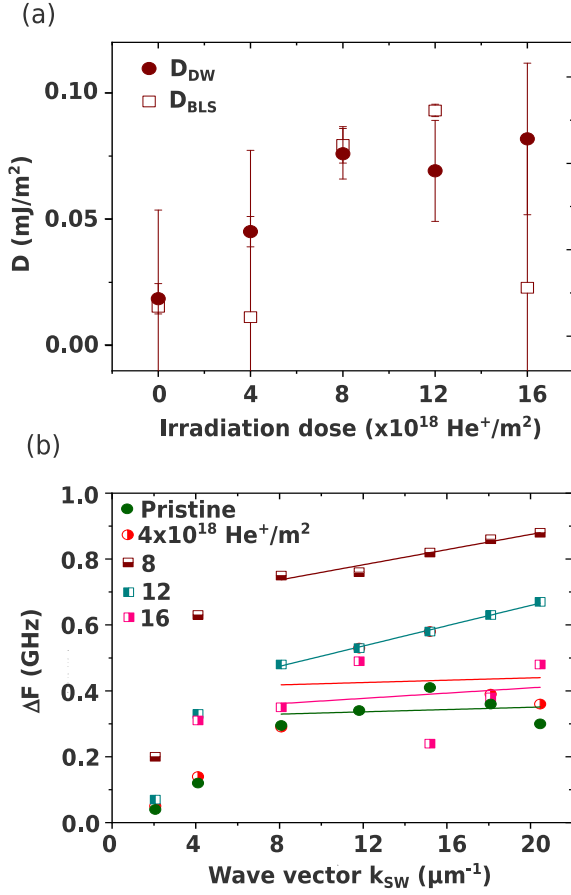 (a)
D_DW
D_BLS
0.10
0.05
0.00
D (mJ/m²)
0 4 8 12 16
Irradiation dose (x10¹⁸ He⁺/m²)
(b)
1.0
0.8
0.6
0.4
0.2
0.0
ΔF (GHz)
Pristine
4x10¹⁸ He⁺/m²
8
12
16
0 4 8 12 16 20
Wave vector k_SW (μm⁻¹)